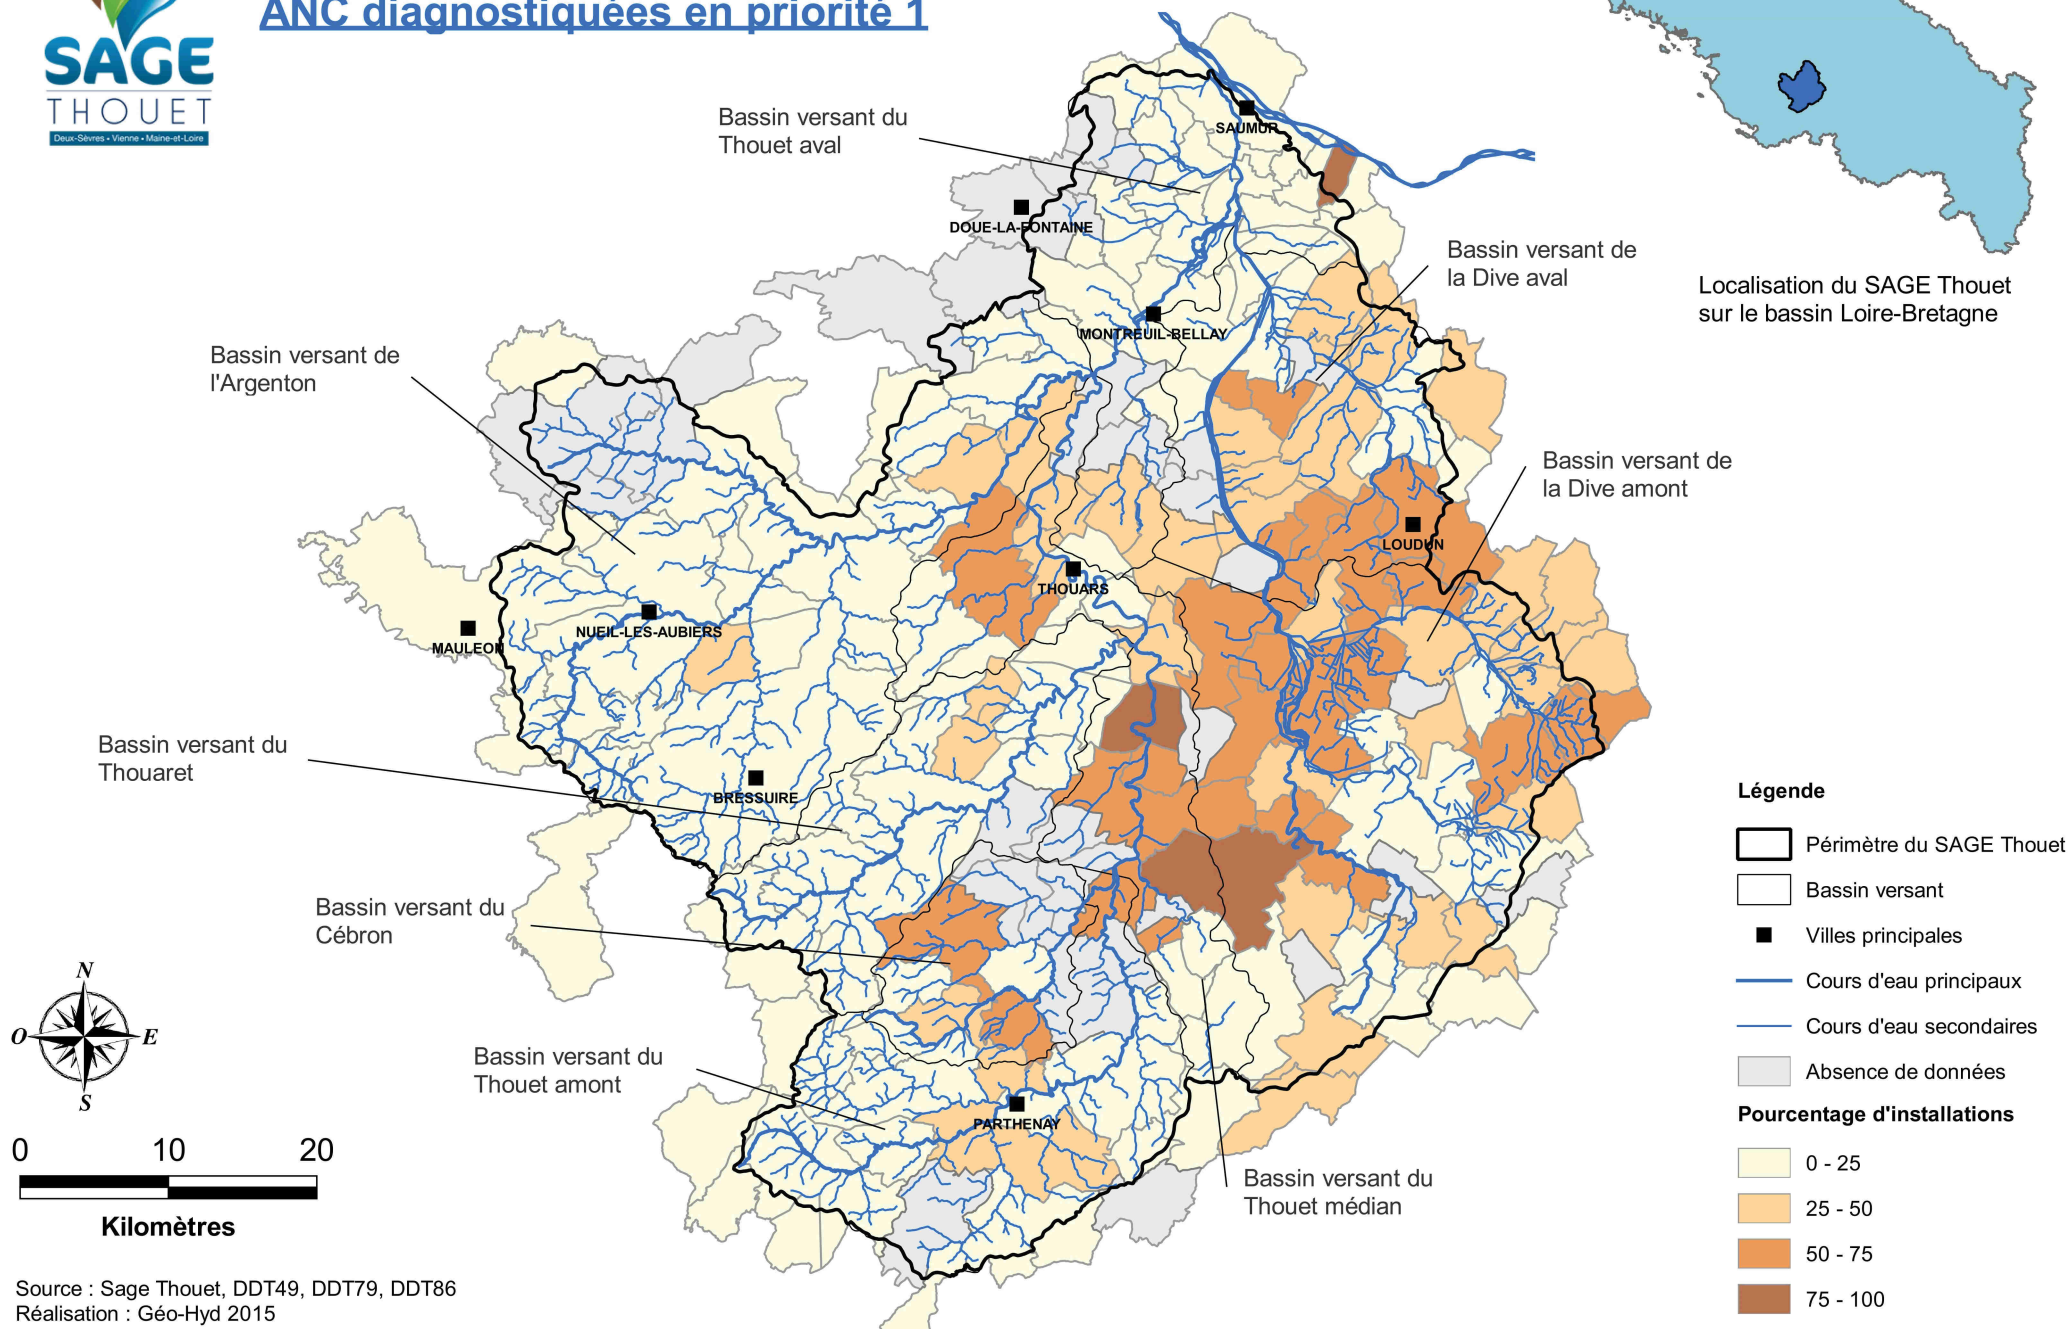 ANC diagnostiquées en priorité 1
SAGE
THOUET
Deux-Sèvres • Vienne • Maine-et-Loire
Bassin versant du
Thouet aval
SAUMUR
DOUE-LA-FONTAINE
Bassin versant de
la Dive aval
Localisation du SAGE Thouet
sur le bassin Loire-Bretagne
MONTREUIL-BELLAY
Bassin versant de
l'Argenton
Bassin versant de
la Dive amont
LOUDUN
THOUARS
NUEIL-LES-AUBIERS
MAULEON
Bassin versant du
Thouaret
BRESSUIRE
Bassin versant du
Cébron
Bassin versant du
Thouet amont
PARTHENAY
Bassin versant du
Thouet médian
N
O
E
S
0 10 20
Kilomètres
Source : Sage Thouet, DDT49, DDT79, DDT86
Réalisation : Géo-Hyd 2015
Légende
Périmètre du SAGE Thouet
Bassin versant
Villes principales
Cours d'eau principaux
Cours d'eau secondaires
Absence de données
Pourcentage d'installations
0 - 25
25 - 50
50 - 75
75 - 100